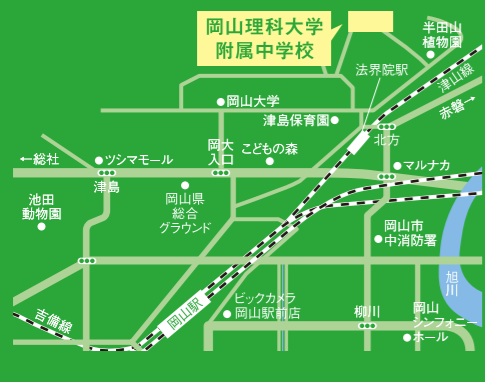 岡山理科大学
附属中学校
半田山
植物園
法界院駅
津山線
岡山大学
赤磐→
津島保育園
北方
岡大
入口
こどもの森
←総社
ツシマモール
マルナカ
津島
岡山県
総合
グラウンド
池田
動物園
岡山市
中消防署
旭
川
ビックカメラ
岡山駅前店
岡山駅
吉備線
柳川
岡山
シンフォニー
ホール